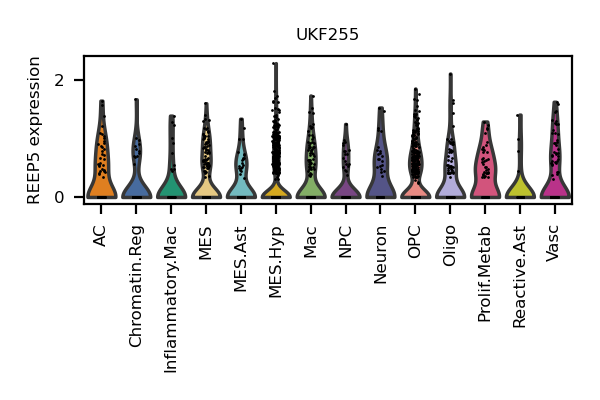 UKF255
REEP5 expression
2
0
AC
Chromatin.Reg
Inflammatory.Mac
MES
MES.Ast
MES.Hyp
Mac
NPC
Neuron
OPC
Oligo
Prolif.Metab
Reactive.Ast
Vasc